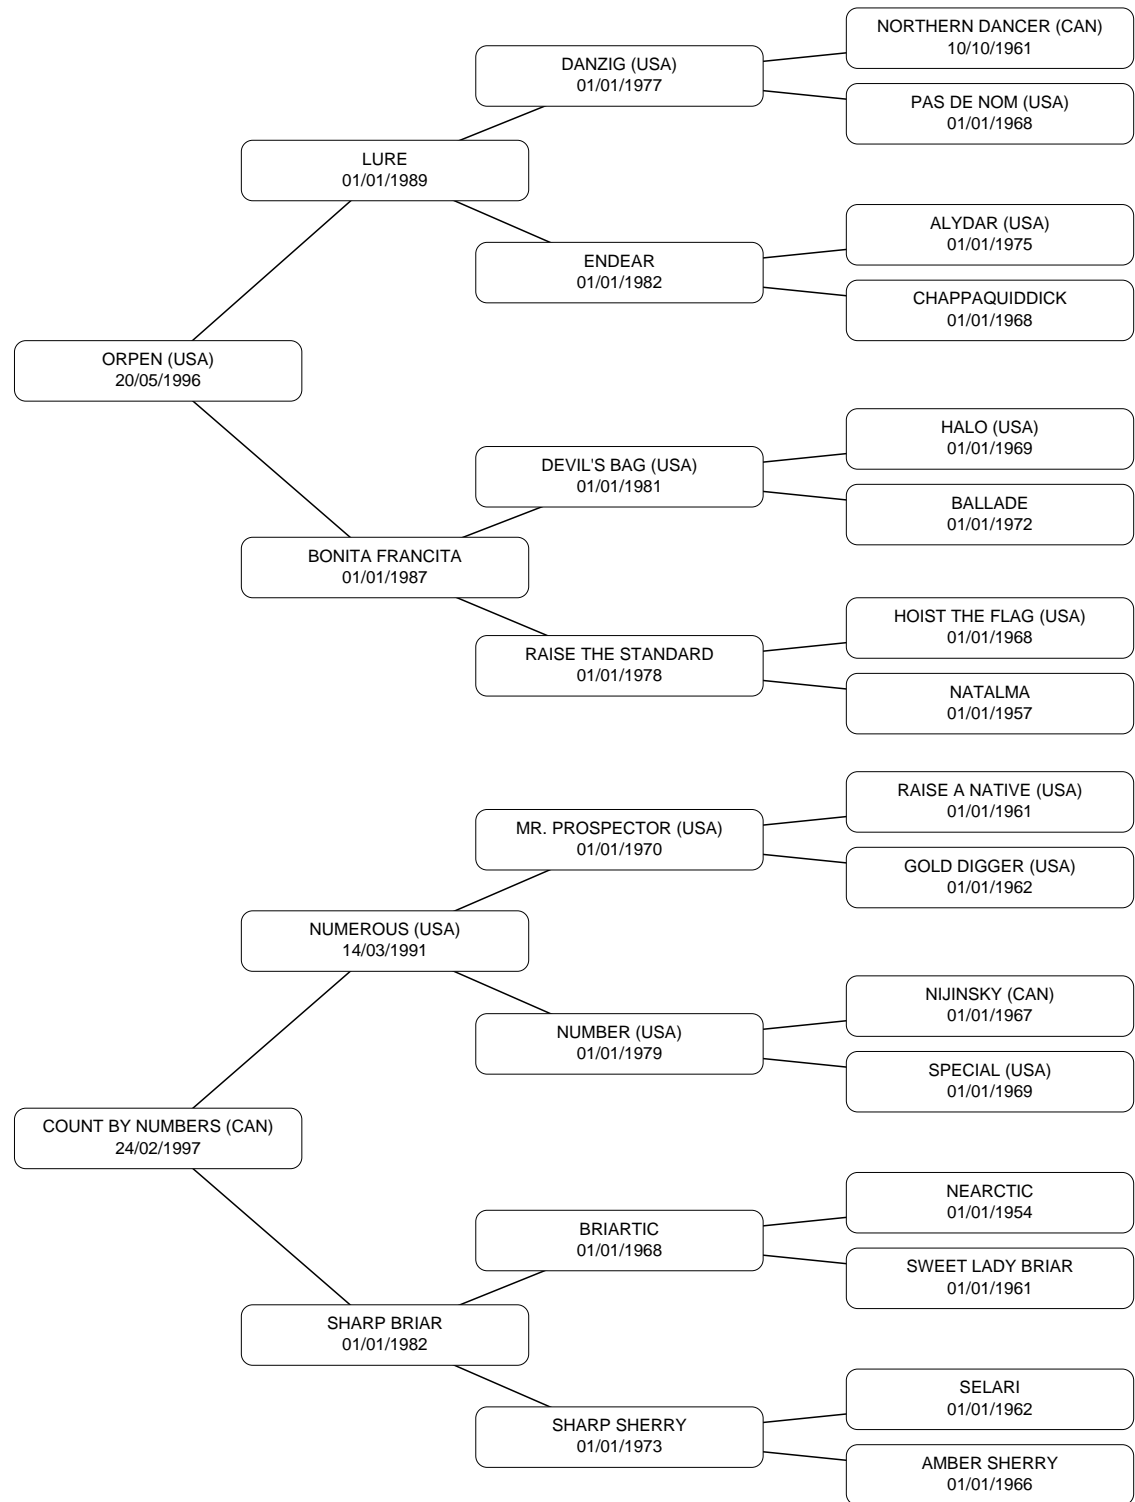 NORTHERN DANCER (CAN)
10/10/1961
DANZIG (USA)
01/01/1977
PAS DE NOM (USA)
01/01/1968
LURE
01/01/1989
ALYDAR (USA)
01/01/1975
ENDEAR
01/01/1982
CHAPPAQUIDDICK
01/01/1968
ORPEN (USA)
20/05/1996
HALO (USA)
01/01/1969
DEVIL'S BAG (USA)
01/01/1981
BALLADE
01/01/1972
BONITA FRANCITA
01/01/1987
HOIST THE FLAG (USA)
01/01/1968
RAISE THE STANDARD
01/01/1978
NATALMA
01/01/1957
RAISE A NATIVE (USA)
01/01/1961
MR. PROSPECTOR (USA)
01/01/1970
GOLD DIGGER (USA)
01/01/1962
NUMEROUS (USA)
14/03/1991
NIJINSKY (CAN)
01/01/1967
NUMBER (USA)
01/01/1979
SPECIAL (USA)
01/01/1969
COUNT BY NUMBERS (CAN)
24/02/1997
NEARCTIC
01/01/1954
BRIARTIC
01/01/1968
SWEET LADY BRIAR
01/01/1961
SHARP BRIAR
01/01/1982
SELARI
01/01/1962
SHARP SHERRY
01/01/1973
AMBER SHERRY
01/01/1966